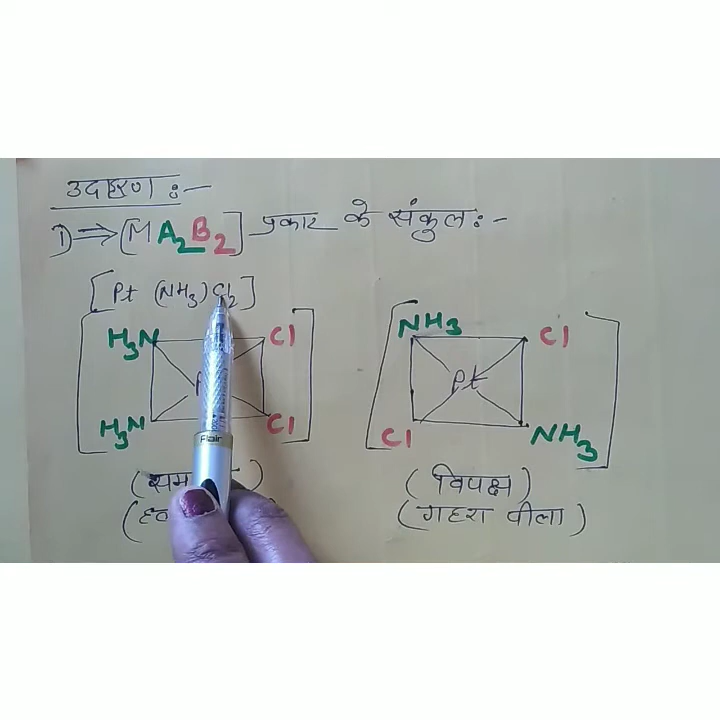 उदाहरण :-
1) ⇒ [MA₂B₂] प्रकार के संकुल :-
[Pt (NH₃) Cl₂]
H₃N Cl
H₃N Cl
NH₃ Cl
Pt
Cl NH₃
(विपक्ष)
(गहरा पीला)
Flair